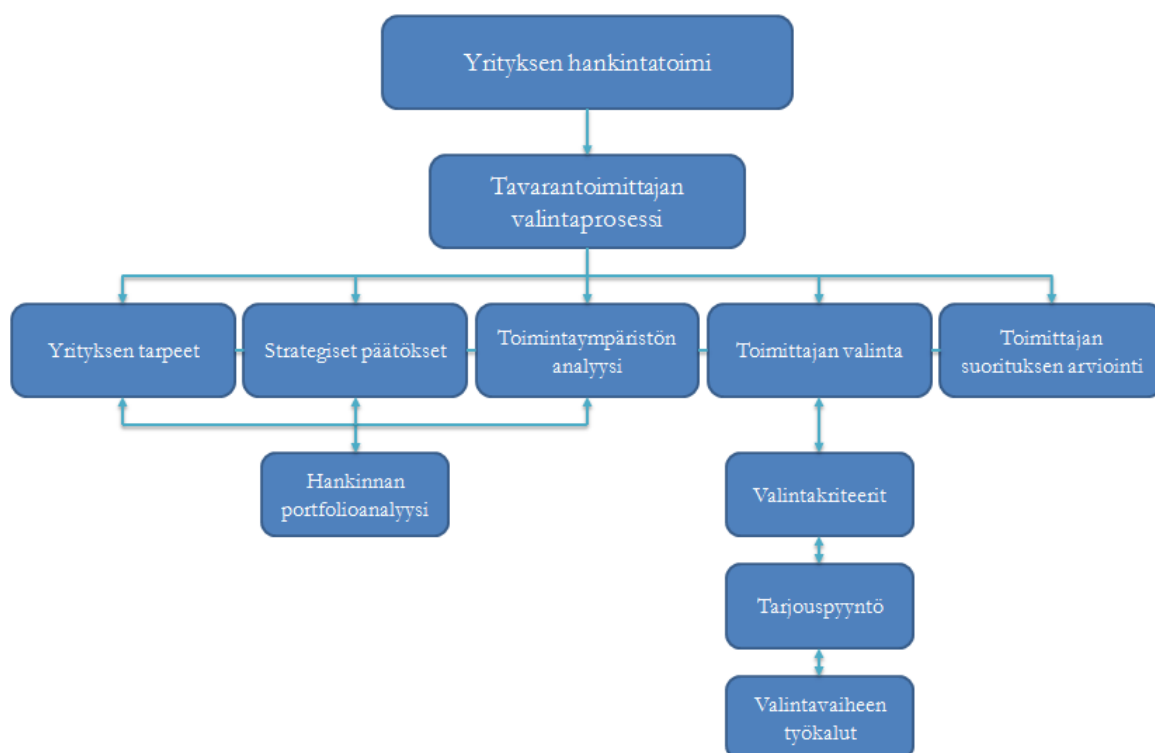 Yrityksen hankintatoimi
Tavarantoimittajan
valintaprosessi
Yrityksen tarpeet
Strategiset päätökset
Toimintaympäristön
analyysi
Toimittajan valinta
Toimittajan
suorituksen arviointi
Hankinnan
portfolioanalyysi
Valintakriteerit
Tarjouspyyntö
Valintavaiheen
työkalut